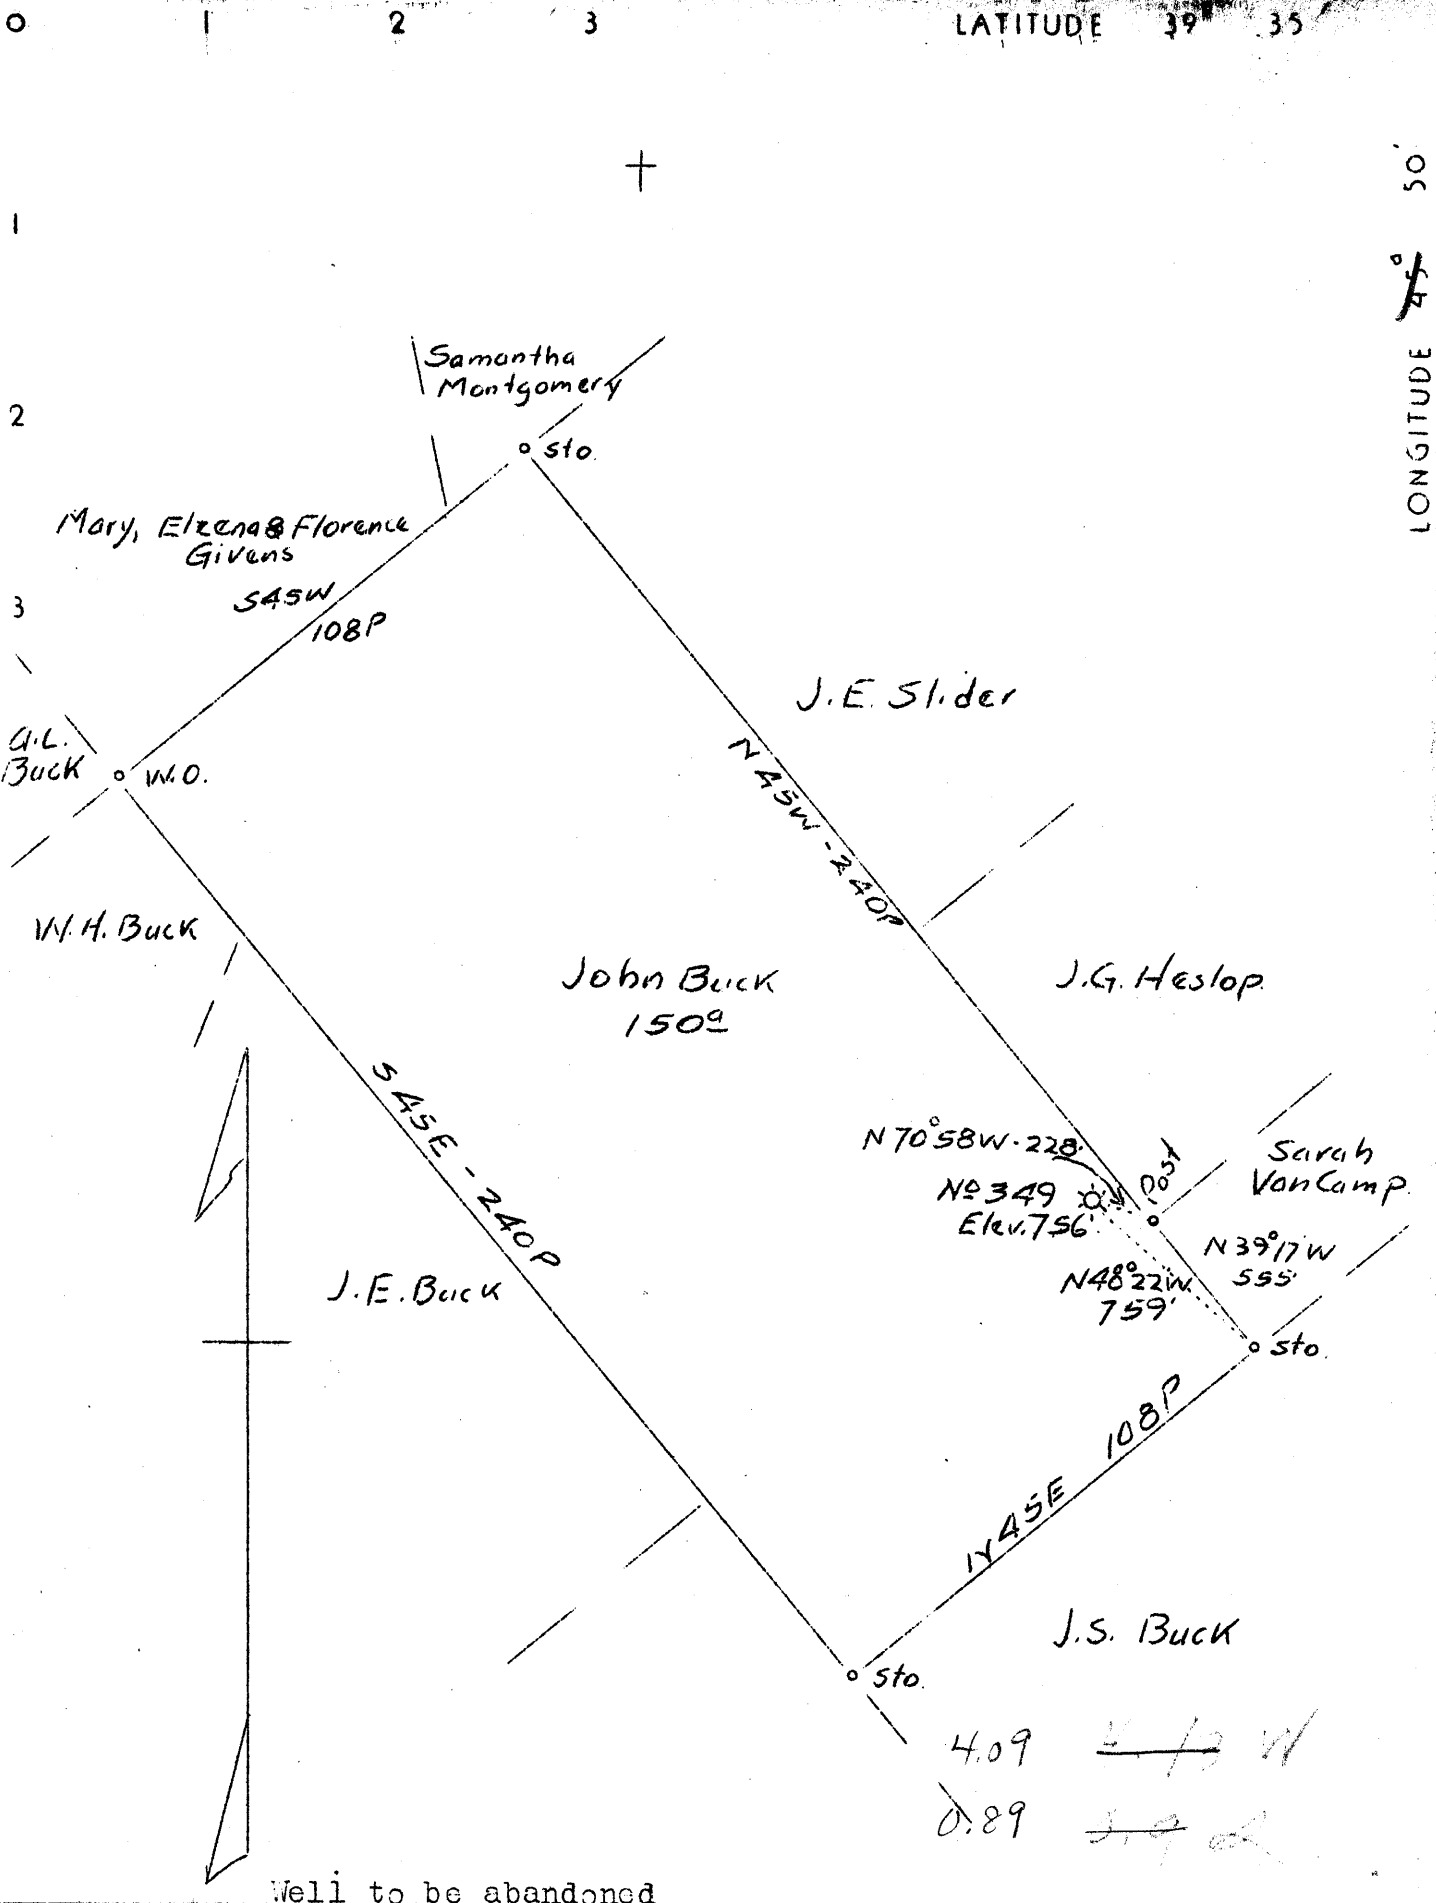 0 1 2 3 LATITUDE 39 35
LONGITUDE 45° 50'
1
2
3
Samantha
Montgomery
sto.
Mary, Elzena & Florence
Givens
S45W
108P
A.L.
Buck
W.O.
J.E. Slider
N45W - 240P
W.H. Buck
John Buck
150a
J.G. Heslop.
S45E - 240P
N70°58W - 228'
No 349
Elev. 756'
Post
Sarah
VanCamp.
N39°17'W
555'
N48°22W.
759'
J.E. Buck
sto.
N45E 108P
J.S. Buck
sto.
4.09 W
0.89
Well to be abandoned